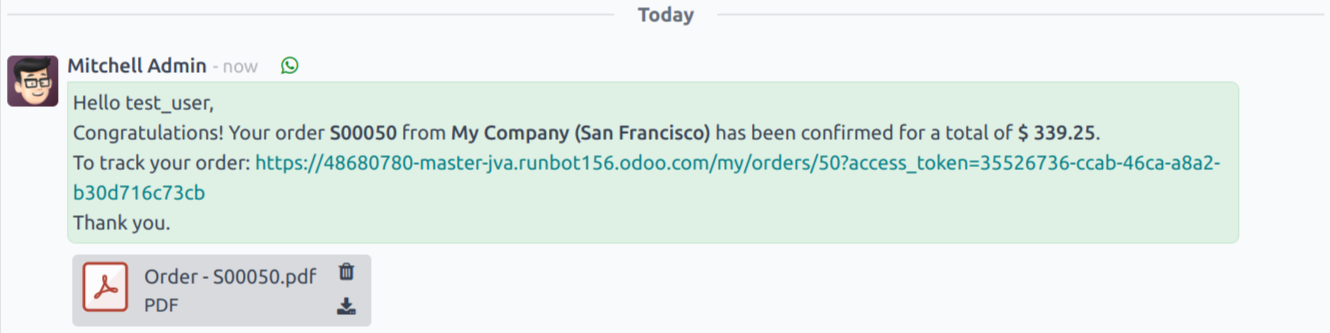 Today
Mitchell Admin - now
Hello test_user,
Congratulations! Your order S00050 from My Company (San Francisco) has been confirmed for a total of $ 339.25.
To track your order: https://48680780-master-jva.runbot156.odoo.com/my/orders/50?access_token=35526736-ccab-46ca-a8a2-
b30d716c73cb
Thank you.
Order - S00050.pdf
PDF